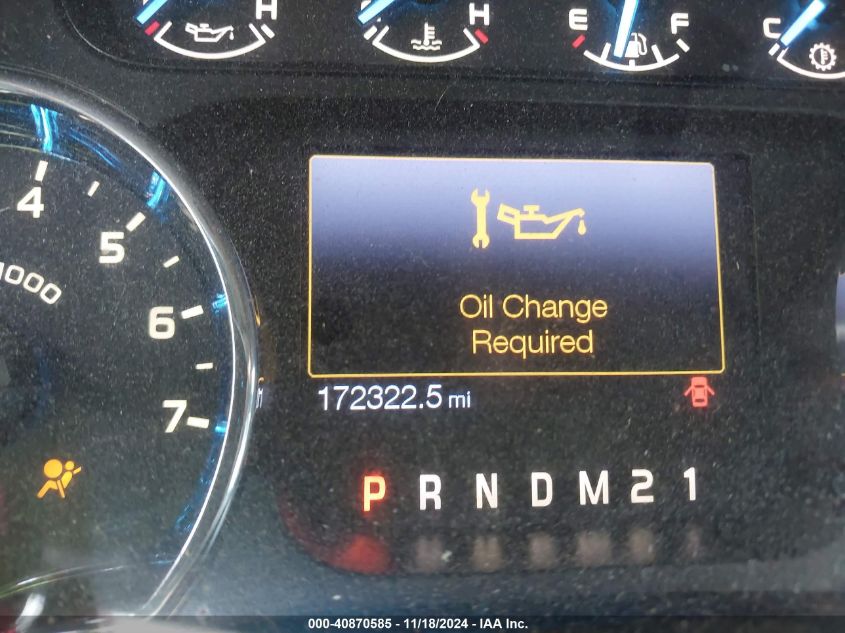 H
H
E F
C
4
5
000
6
7
Oil Change
Required
172322.5 mi
P R N D M 2 1
000-40870585 - 11/18/2024 - IAA Inc.